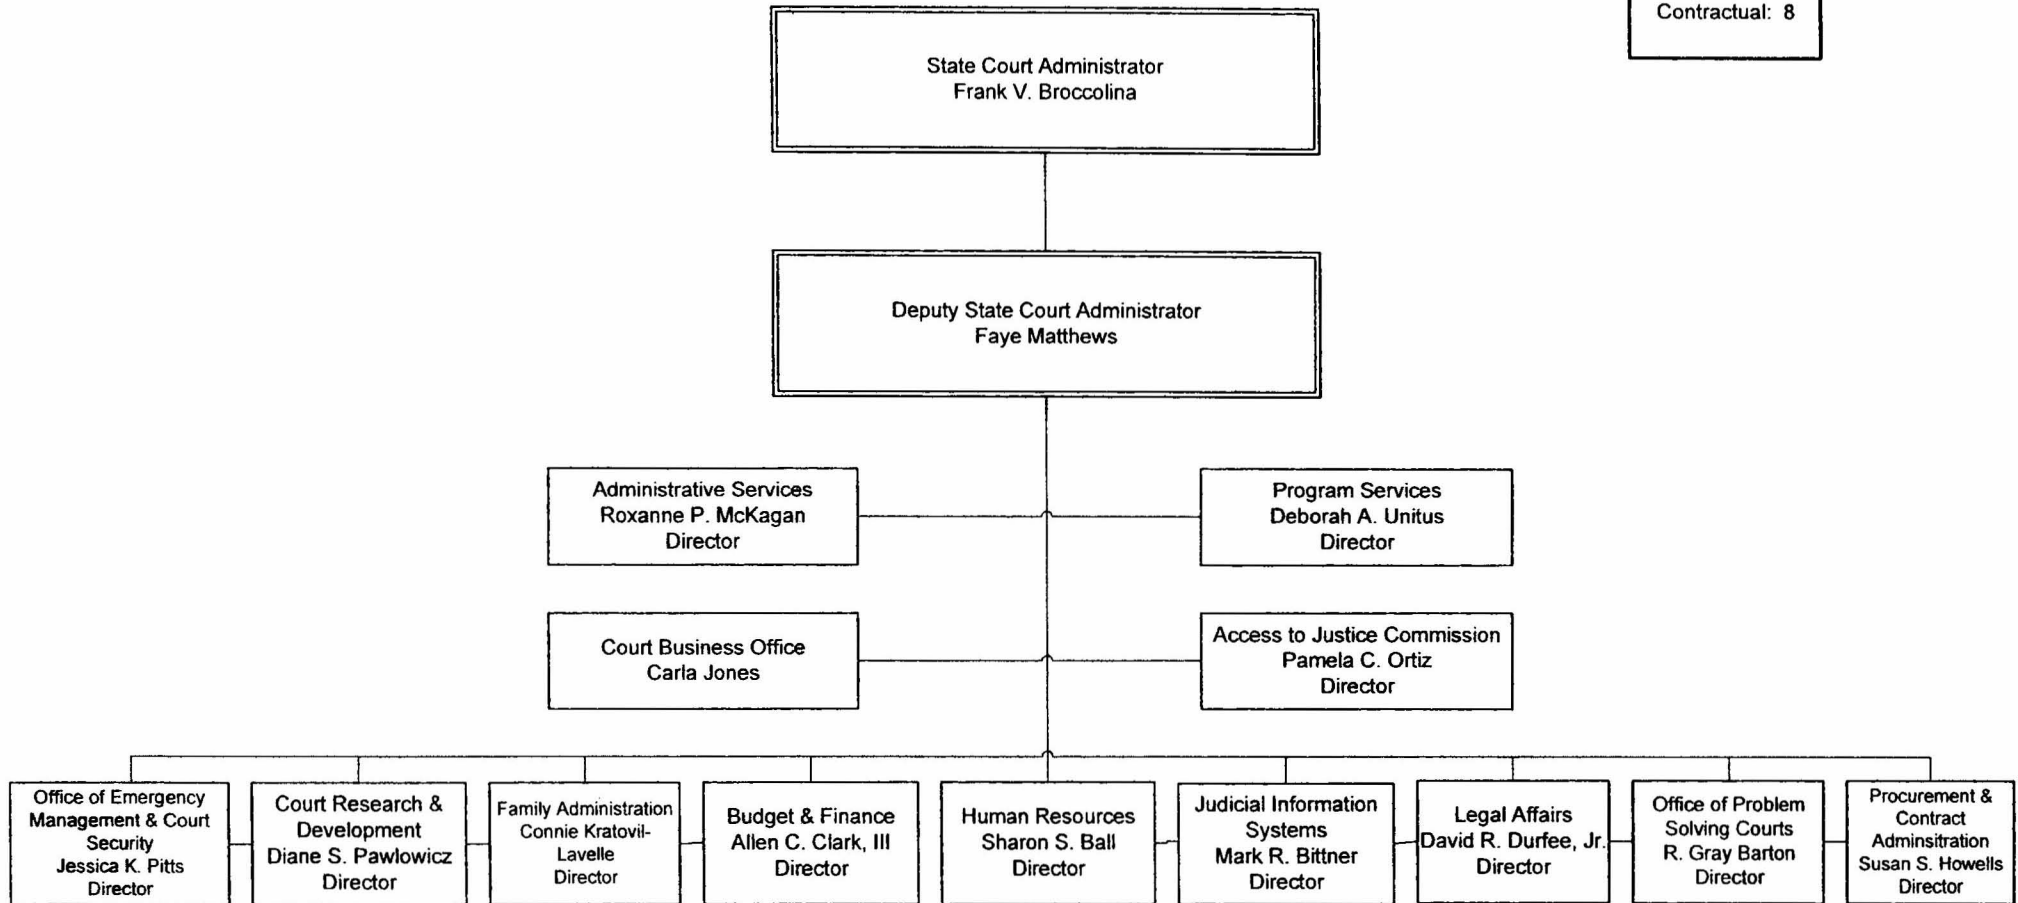 Contractual: 8
State Court Administrator
Frank V. Broccolina
Deputy State Court Administrator
Faye Matthews
Administrative Services
Roxanne P. McKagan
Director
Program Services
Deborah A. Unitus
Director
Court Business Office
Carla Jones
Access to Justice Commission
Pamela C. Ortiz
Director
Office of Emergency
Management & Court
Security
Jessica K. Pitts
Director
Court Research &
Development
Diane S. Pawlowicz
Director
Family Administration
Connie Kratovil-
Lavelle
Director
Budget & Finance
Allen C. Clark, III
Director
Human Resources
Sharon S. Ball
Director
Judicial Information
Systems
Mark R. Bittner
Director
Legal Affairs
David R. Durfee, Jr.
Director
Office of Problem
Solving Courts
R. Gray Barton
Director
Procurement &
Contract
Adminsitration
Susan S. Howells
Director